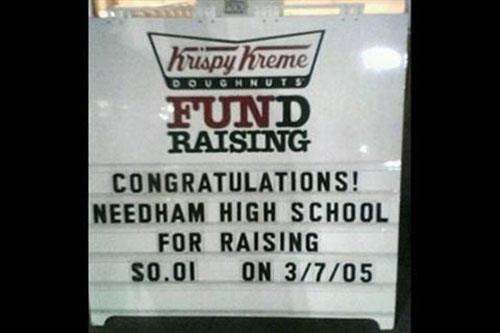 Krispy Kreme
DOUGHNUTS
FUND
RAISING
CONGRATULATIONS!
NEEDHAM HIGH SCHOOL
FOR RAISING
$0.01 ON 3/7/05